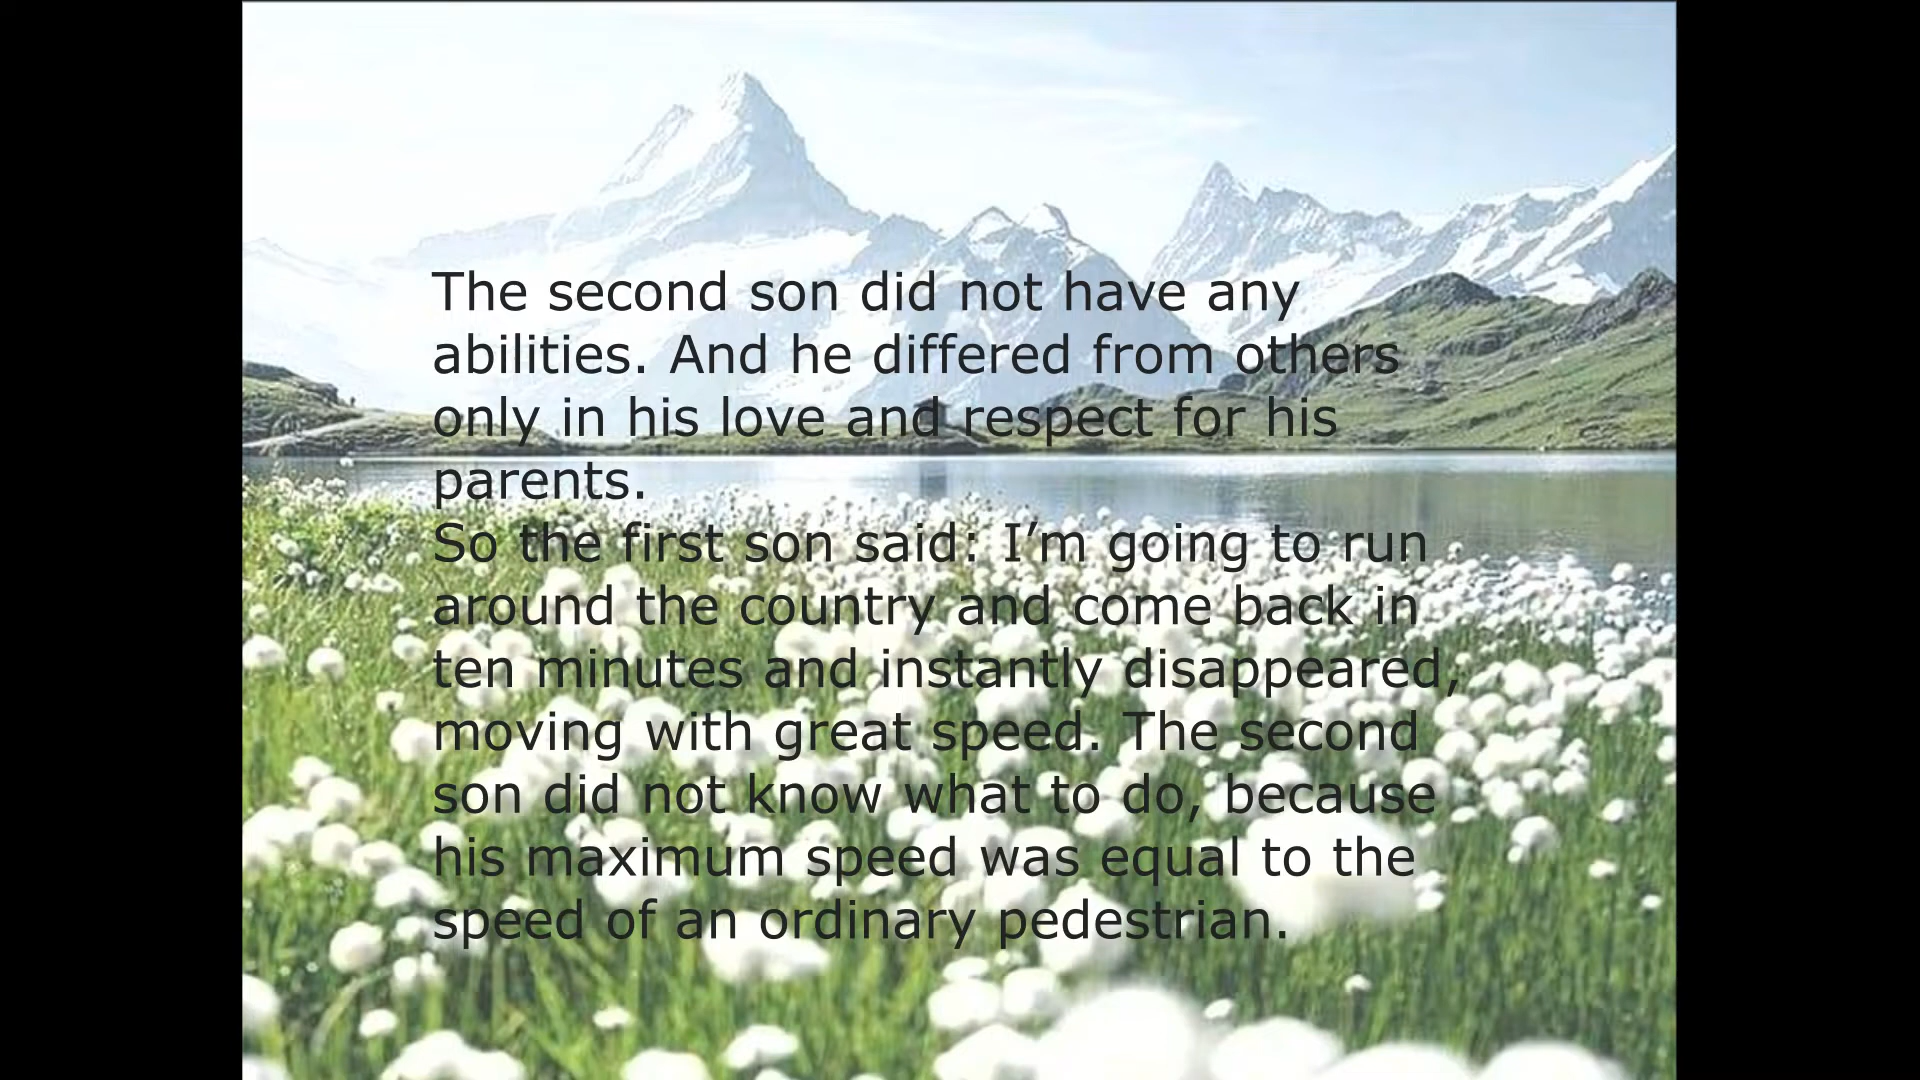 The second son did not have any
abilities. And he differed from others
only in his love and respect for his
parents.
So the first son said: I’m going to run
around the country and come back in
ten minutes and instantly disappeared,
moving with great speed. The second
son did not know what to do, because
his maximum speed was equal to the
speed of an ordinary pedestrian.